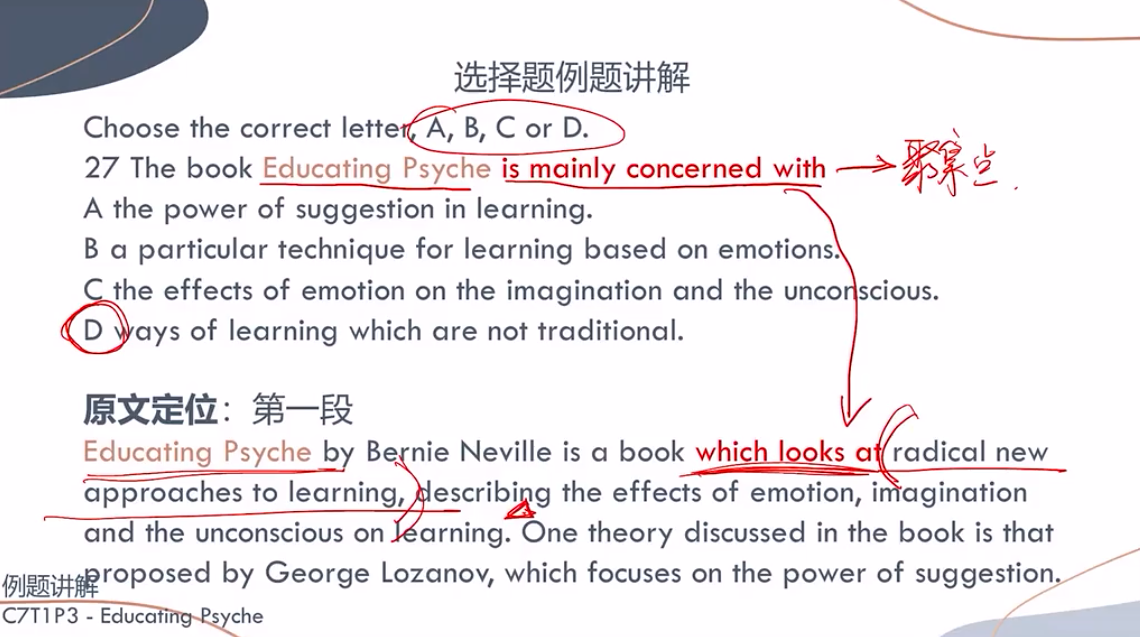 选择题例题讲解
Choose the correct letter, A, B, C or D.
27 The book Educating Psyche is mainly concerned with
聚焦点
A the power of suggestion in learning.
B a particular technique for learning based on emotions.
C the effects of emotion on the imagination and the unconscious.
D ways of learning which are not traditional.
原文定位：第一段
Educating Psyche by Bernie Neville is a book which looks at radical new
approaches to learning, describing the effects of emotion, imagination
and the unconscious on learning. One theory discussed in the book is that
proposed by George Lozanov, which focuses on the power of suggestion.
例题讲解
C7T1P3 - Educating Psyche